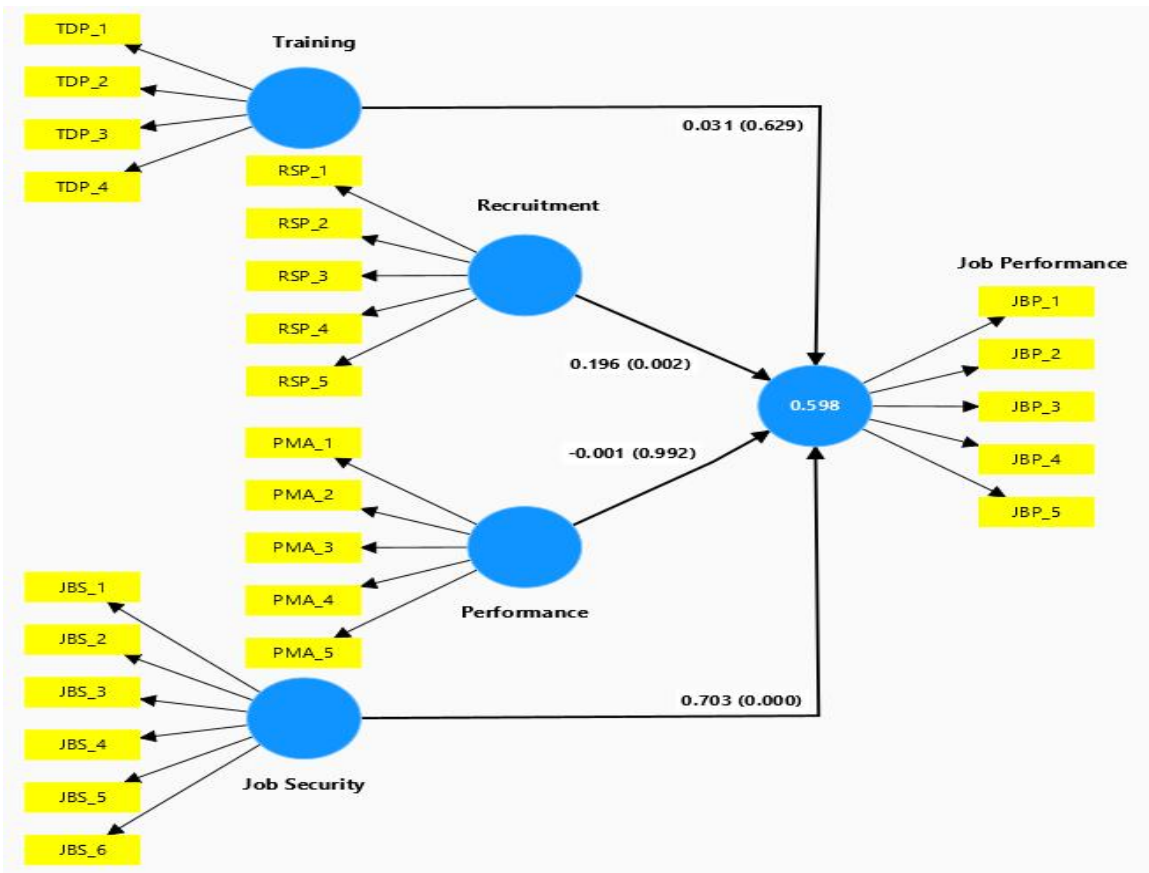 TDP_1
TDP_2
TDP_3
TDP_4
Training
0.031 (0.629)
RSP_1
RSP_2
RSP_3
RSP_4
RSP_5
Recruitment
0.196 (0.002)
Job Performance
0.598
JBP_1
JBP_2
JBP_3
JBP_4
JBP_5
PMA_1
PMA_2
PMA_3
PMA_4
PMA_5
-0.001 (0.992)
Performance
JBS_1
JBS_2
JBS_3
JBS_4
JBS_5
JBS_6
0.703 (0.000)
Job Security